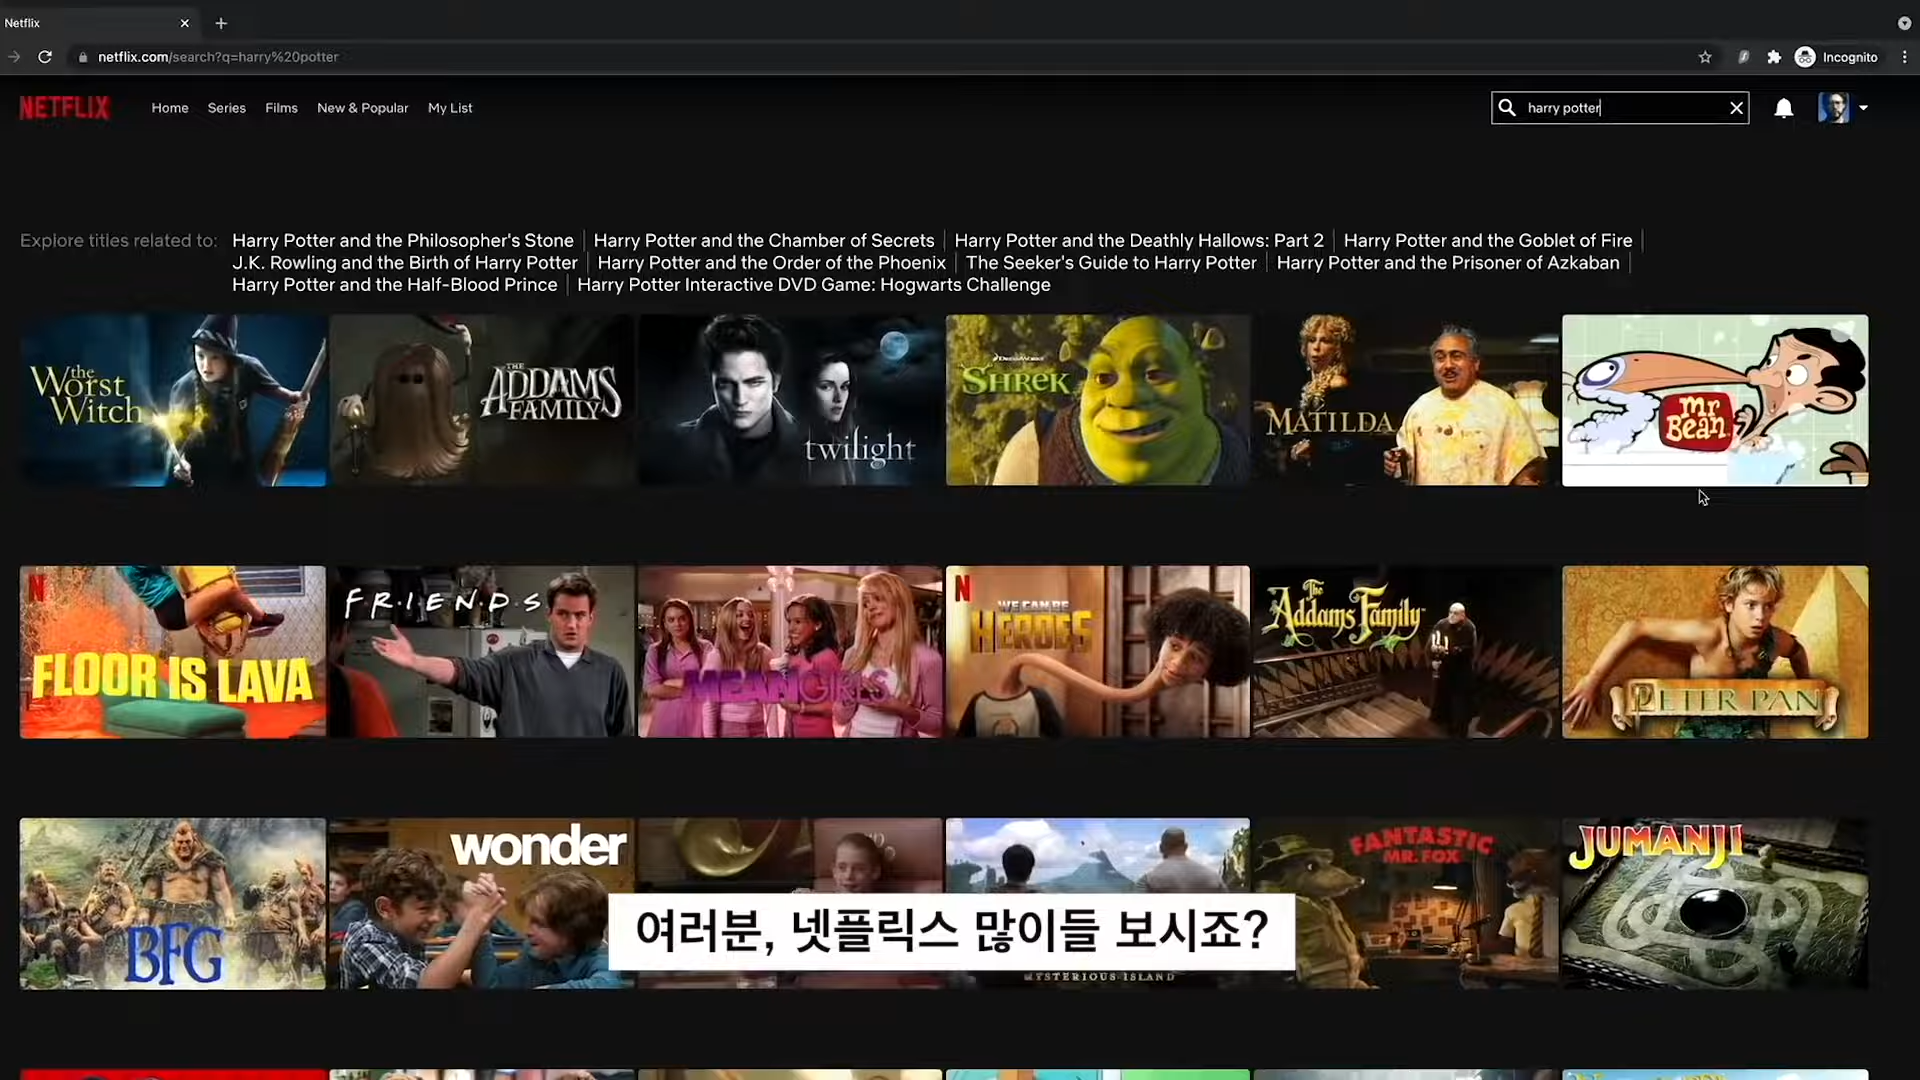 Netflix
netflix.com/search?q=harry%20potter
Incognito
NETFLIX
Home
Series
Films
New & Popular
My List
harry potter
Explore titles related to:
Harry Potter and the Philosopher's Stone
Harry Potter and the Chamber of Secrets
Harry Potter and the Deathly Hallows: Part 2
Harry Potter and the Goblet of Fire
J.K. Rowling and the Birth of Harry Potter
Harry Potter and the Order of the Phoenix
The Seeker's Guide to Harry Potter
Harry Potter and the Prisoner of Azkaban
Harry Potter and the Half-Blood Prince
Harry Potter Interactive DVD Game: Hogwarts Challenge
the
Worst
Witch
THE
ADDAMS
FAMILY
twilight
DREAMWORKS
SHREK
MATILDA
Mr.
Bean
N
FLOOR IS LAVA
F·R·I·E·N·D·S
MEAN GIRLS
N
WE CAN BE
HEROES
The
Addams Family
PETER PAN
BFG
wonder
MYSTERIOUS ISLAND
FANTASTIC
MR. FOX
JUMANJI
여러분, 넷플릭스 많이들 보시죠?